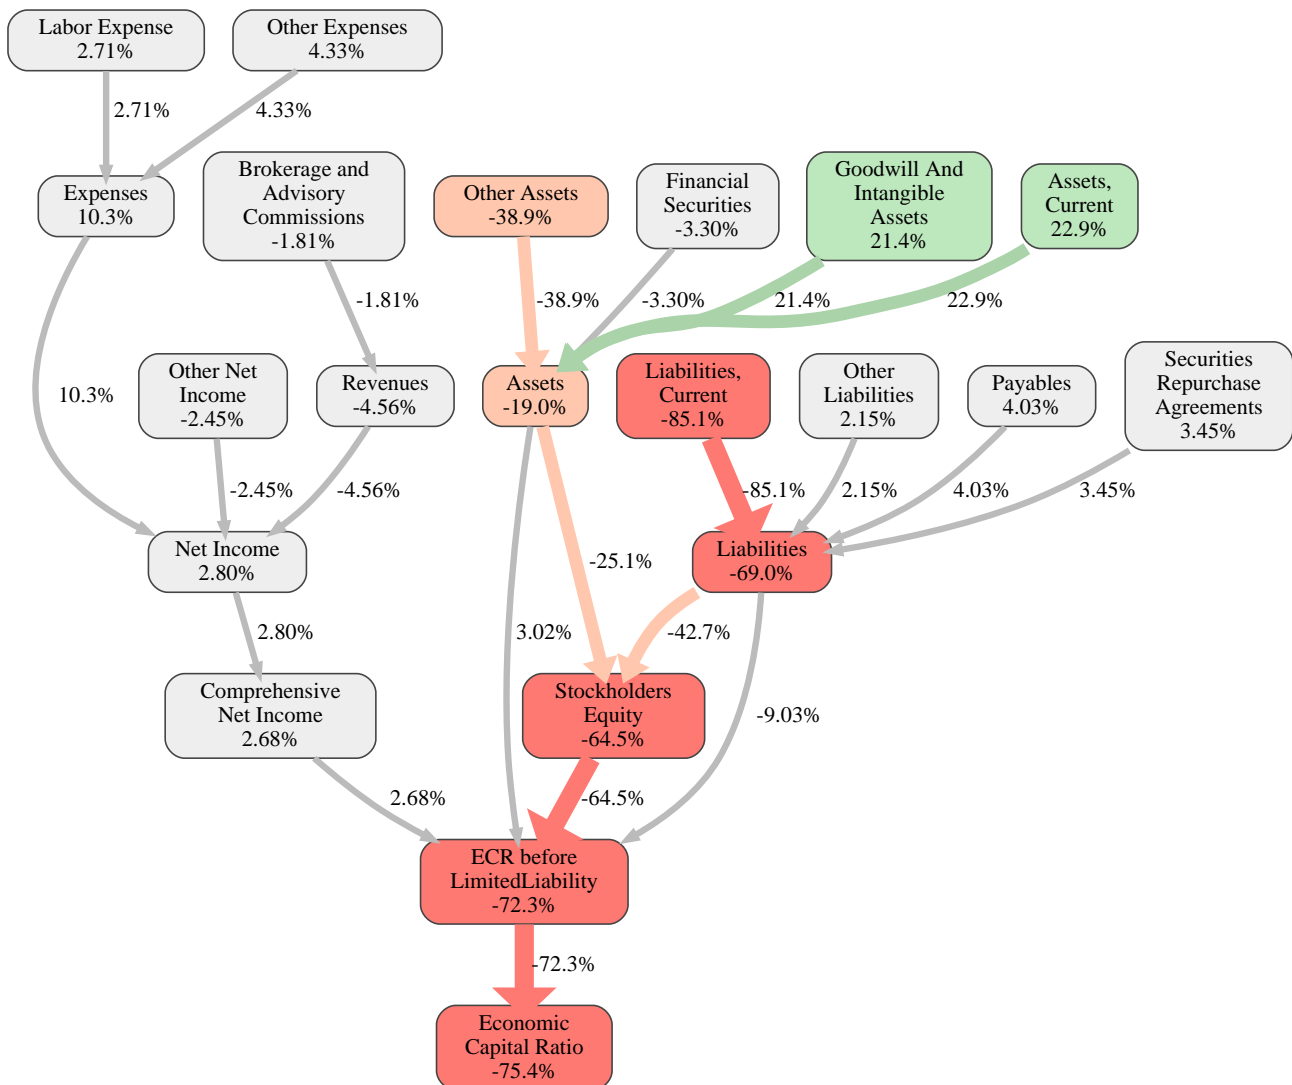 Labor Expense
2.71%
Other Expenses
4.33%
2.71%
4.33%
Expenses
10.3%
Brokerage and
Advisory
Commissions
-1.81%
Other Assets
-38.9%
Financial
Securities
-3.30%
Goodwill And
Intangible
Assets
21.4%
Assets,
Current
22.9%
-1.81%
-38.9%
-3.30%
21.4%
22.9%
10.3%
Other Net
Income
-2.45%
Revenues
-4.56%
Assets
-19.0%
Liabilities,
Current
-85.1%
Other
Liabilities
2.15%
Payables
4.03%
Securities
Repurchase
Agreements
3.45%
-2.45%
-4.56%
-85.1%
2.15%
4.03%
3.45%
Net Income
2.80%
-25.1%
Liabilities
-69.0%
2.80%
3.02%
-42.7%
Comprehensive
Net Income
2.68%
Stockholders
Equity
-64.5%
-9.03%
2.68%
-64.5%
ECR before
LimitedLiability
-72.3%
-72.3%
Economic
Capital Ratio
-75.4%